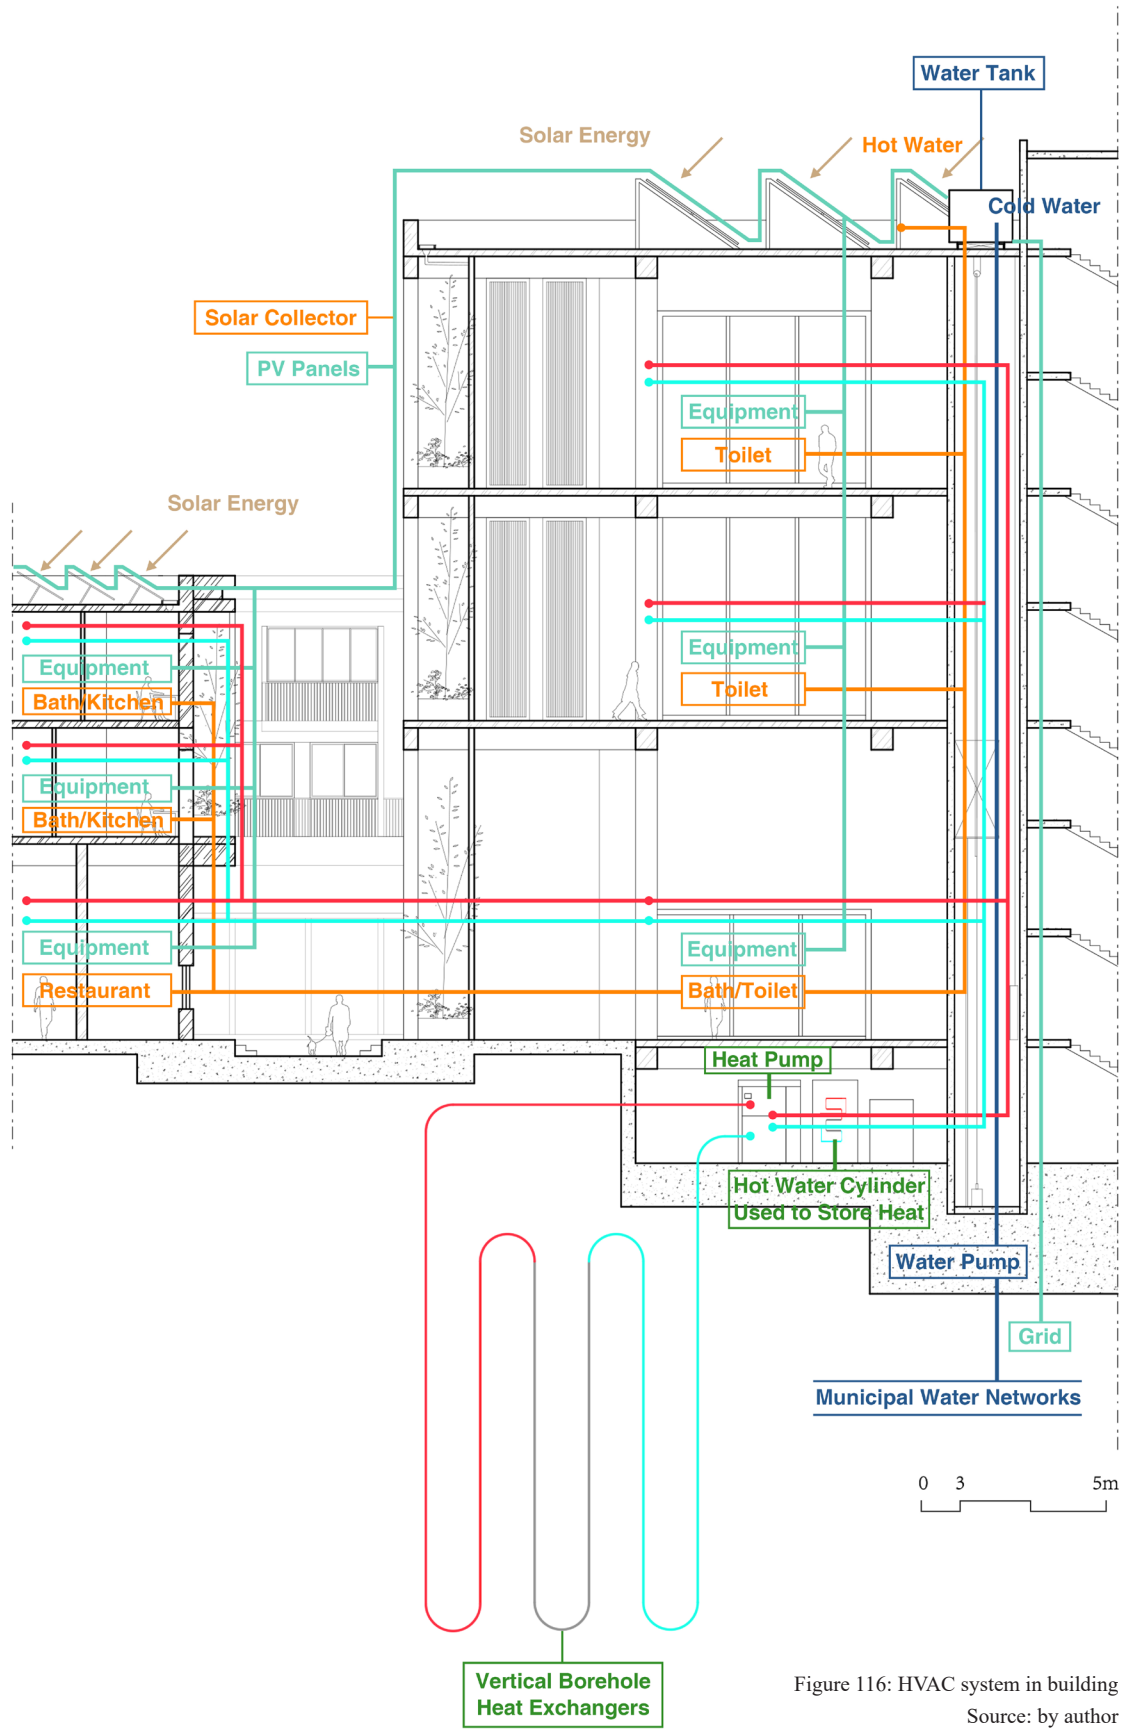 Water Tank
Solar Energy
Hot Water
Cold Water
Solar Collector
PV Panels
Equipment
Toilet
Solar Energy
Equipment
Toilet
Equipment
Bath/Kitchen
Equipment
Bath/Kitchen
Equipment
Equipment
Restaurant
Bath/Toilet
Heat Pump
Hot Water Cylinder
Used to Store Heat
Water Pump
Grid
Municipal Water Networks
0 3 5m
Vertical Borehole
Heat Exchangers
Figure 116: HVAC system in building
Source: by author